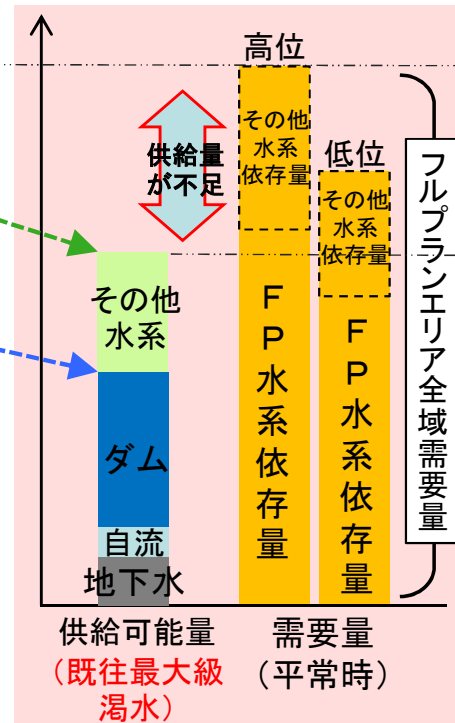 高位
その他
水系
依存量
低位
その他
水系
依存量
供給量
が不足
その他
水系
ダム
自流
地下水
ＦＰ水系依存量
ＦＰ水系依存量
フルプランエリア全域需要量
供給可能量
（既往最大級
渇水）
需要量
（平常時）